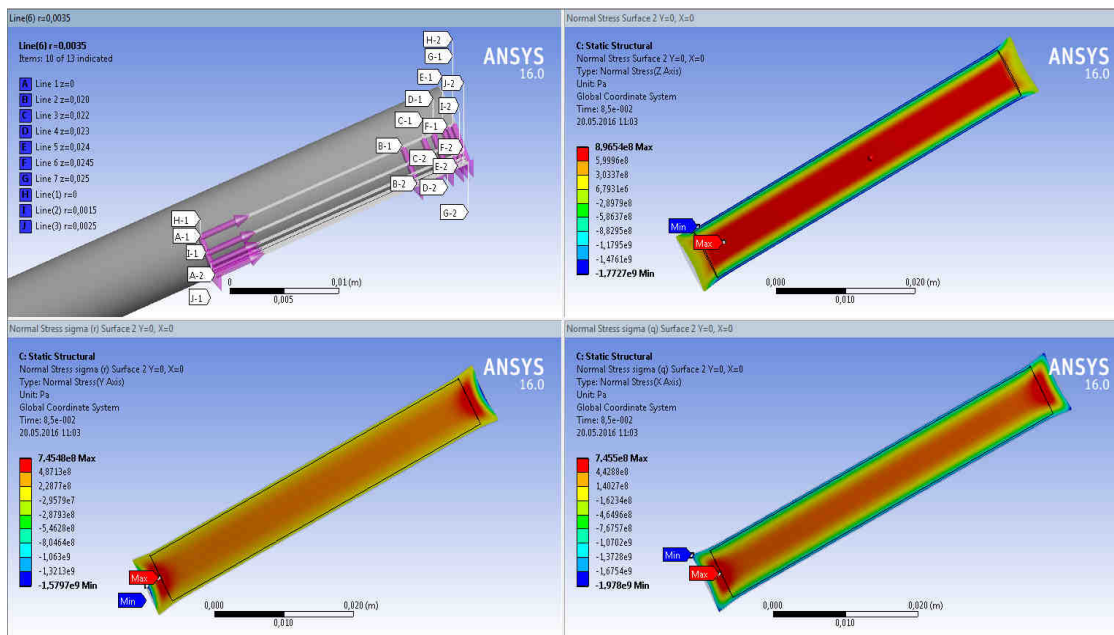 Line(6) r=0,0035
Line(6) r=0,0035
Items: 10 of 13 indicated
A Line 1 z=0
B Line 2 z=0,020
C Line 3 z=0,022
D Line 4 z=0,023
E Line 5 z=0,024
F Line 6 z=0,0245
G Line 7 z=0,025
H Line(1) r=0
I Line(2) r=0,0015
J Line(3) r=0,0025
ANSYS
16.0
H-2
G-1
E-1
J-2
D-1
I-2
C-1
F-1
B-1
F-2
C-2
E-2
B-2
D-2
G-2
H-1
A-1
I-1
A-2
J-1
0
0,01 (m)
0,005
Normal Stress Surface 2 Y=0, X=0
C: Static Structural
Normal Stress Surface 2 Y=0, X=0
Type: Normal Stress(Z Axis)
Unit: Pa
Global Coordinate System
Time: 8,5e-002
20.05.2016 11:03
ANSYS
16.0
8,9654e8 Max
5,9996e8
3,0337e8
6,7931e6
-2,8979e8
-5,8637e8
-8,8295e8
-1,1795e9
-1,4761e9
-1,7727e9 Min
Min
Max
0,000
0,020 (m)
0,010
Normal Stress sigma (r) Surface 2 Y=0, X=0
C: Static Structural
Normal Stress sigma (r) Surface 2 Y=0, X=0
Type: Normal Stress(Y Axis)
Unit: Pa
Global Coordinate System
Time: 8,5e-002
20.05.2016 11:03
ANSYS
16.0
7,4548e8 Max
4,8713e8
2,2877e8
-2,9579e7
-2,8793e8
-5,4628e8
-8,0464e8
-1,063e9
-1,3213e9
-1,5797e9 Min
Max
Min
0,000
0,020 (m)
0,010
Normal Stress sigma (q) Surface 2 Y=0, X=0
C: Static Structural
Normal Stress sigma (q) Surface 2 Y=0, X=0
Type: Normal Stress(X Axis)
Unit: Pa
Global Coordinate System
Time: 8,5e-002
20.05.2016 11:03
ANSYS
16.0
7,455e8 Max
4,4288e8
1,4027e8
-1,6234e8
-4,6496e8
-7,6757e8
-1,0702e9
-1,3728e9
-1,6754e9
-1,978e9 Min
Min
Max
0,000
0,020 (m)
0,010